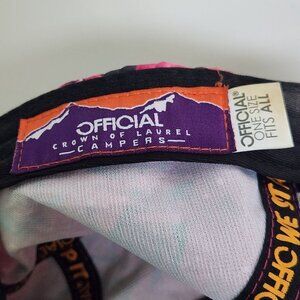 OFFICIAL
CROWN OF LAUREL
CAMPERS
OFFICIAL®
ONE SIZE
FITS ALL